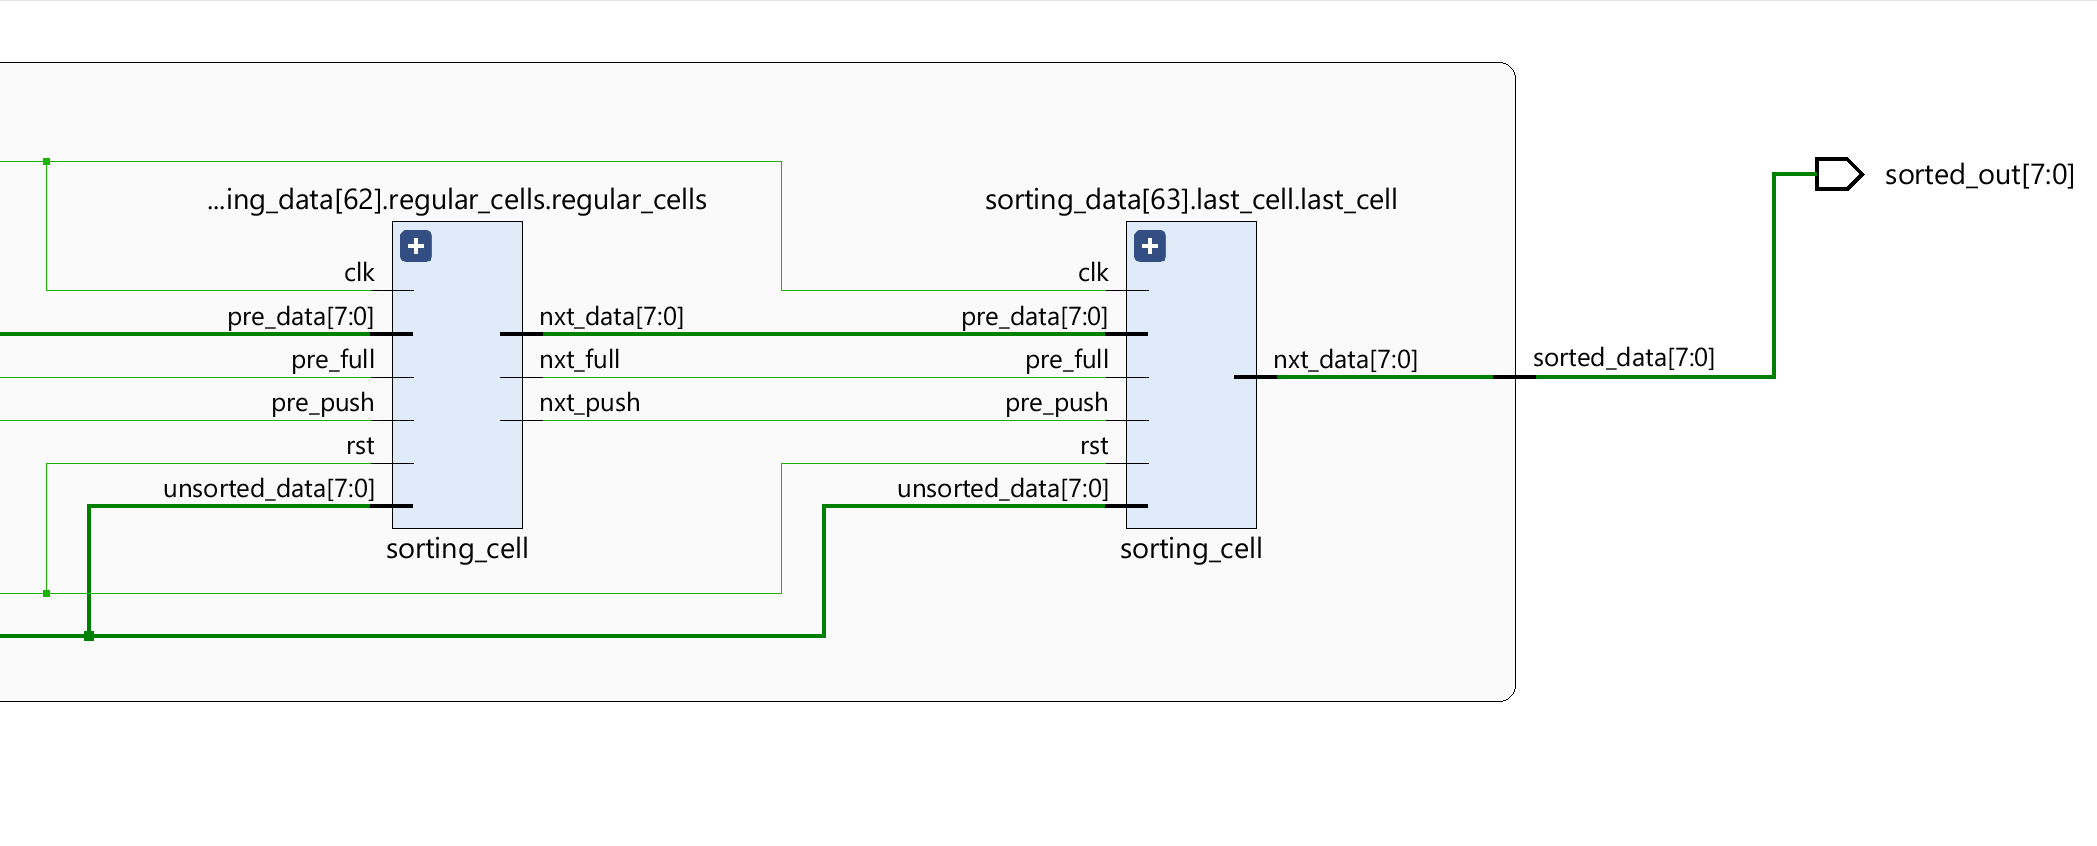 ...ing_data[62].regular_cells.regular_cells
clk
pre_data[7:0]
pre_full
pre_push
rst
unsorted_data[7:0]
nxt_data[7:0]
nxt_full
nxt_push
sorting_cell
sorting_data[63].last_cell.last_cell
clk
pre_data[7:0]
pre_full
pre_push
rst
unsorted_data[7:0]
nxt_data[7:0]
sorting_cell
sorted_data[7:0]
sorted_out[7:0]